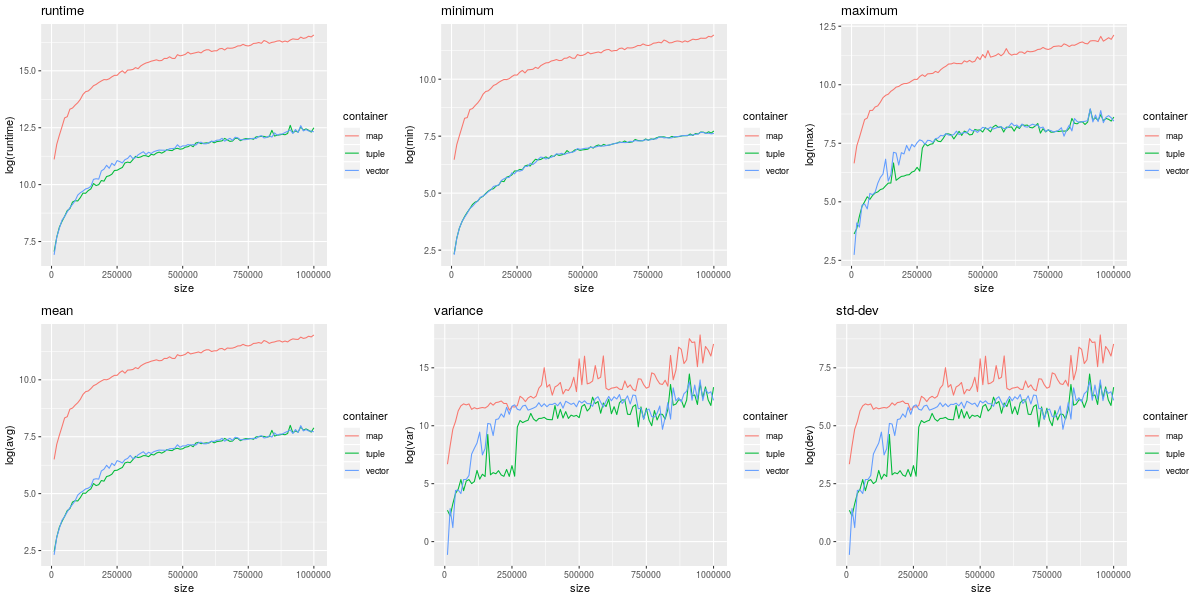 runtime
log(runtime)
15.0
12.5
10.0
7.5
0
250000
500000
750000
1000000
size
container
map
tuple
vector
minimum
log(min)
10.0
7.5
5.0
2.5
0
250000
500000
750000
1000000
size
container
map
tuple
vector
maximum
log(max)
12.5
10.0
7.5
5.0
2.5
0
250000
500000
750000
1000000
size
container
map
tuple
vector
mean
log(avg)
10.0
7.5
5.0
2.5
0
250000
500000
750000
1000000
size
container
map
tuple
vector
variance
log(var)
15
10
5
0
0
250000
500000
750000
1000000
size
container
map
tuple
vector
std-dev
log(dev)
7.5
5.0
2.5
0.0
0
250000
500000
750000
1000000
size
container
map
tuple
vector